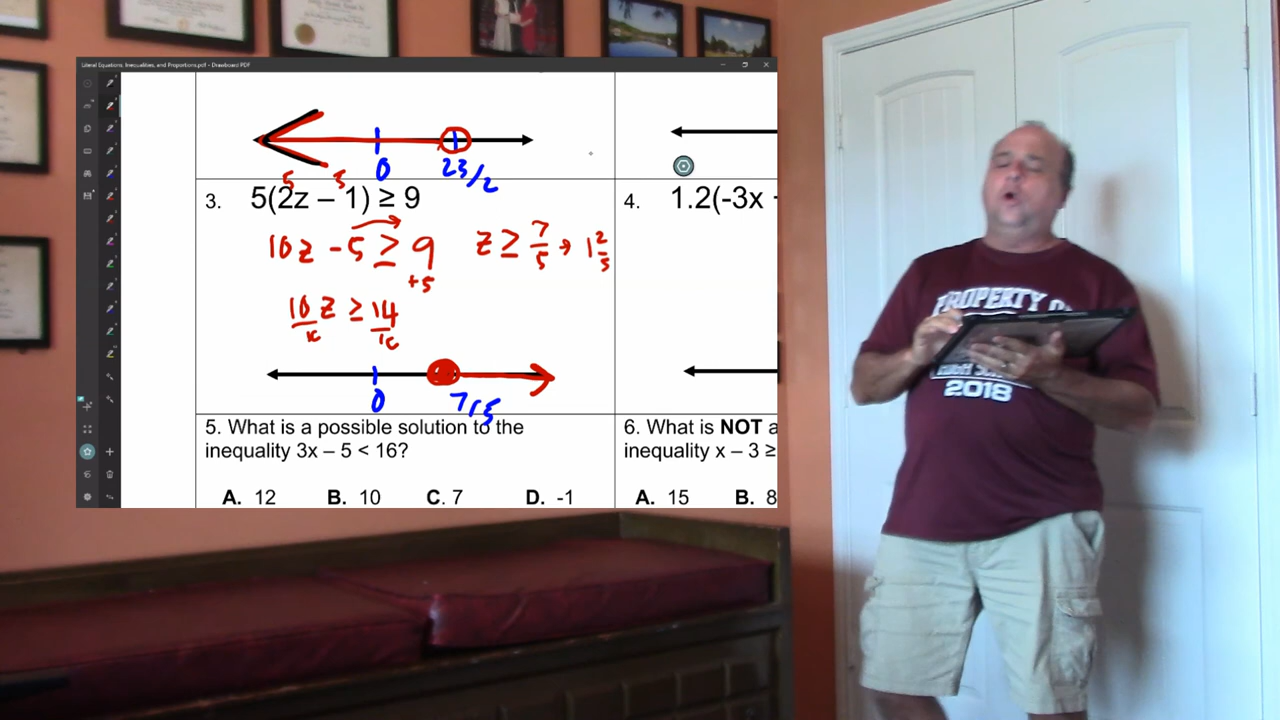 Literal Equations, Inequalities, and Proportions.pdf - Drawboard PDF
0 23/2
3. 5(2z – 1) ≥ 9
10z - 5 ≥ 9
+5
z ≥ 7/5 → 1 2/5
10z ≥ 14
0 7/5
4. 1.2(-3x
5. What is a possible solution to the
inequality 3x – 5 < 16?
A. 12 B. 10 C. 7 D. -1
6. What is NOT a
inequality x – 3 ≥
A. 15 B. 8
PROPERTY O
2018